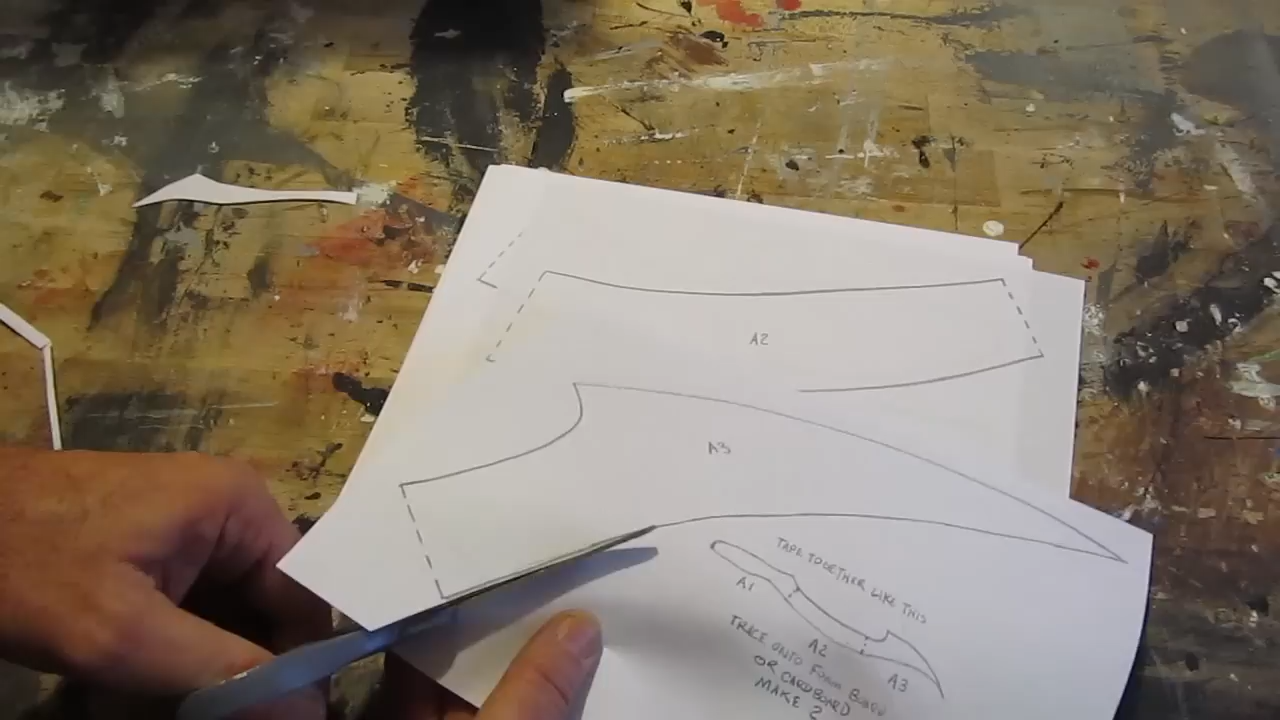 A2
A3
TAPE TOGETHER LIKE THIS
A1
A2
A3
TRACE ONTO FOAM BOARD
OR CARDBOARD
MAKE 2